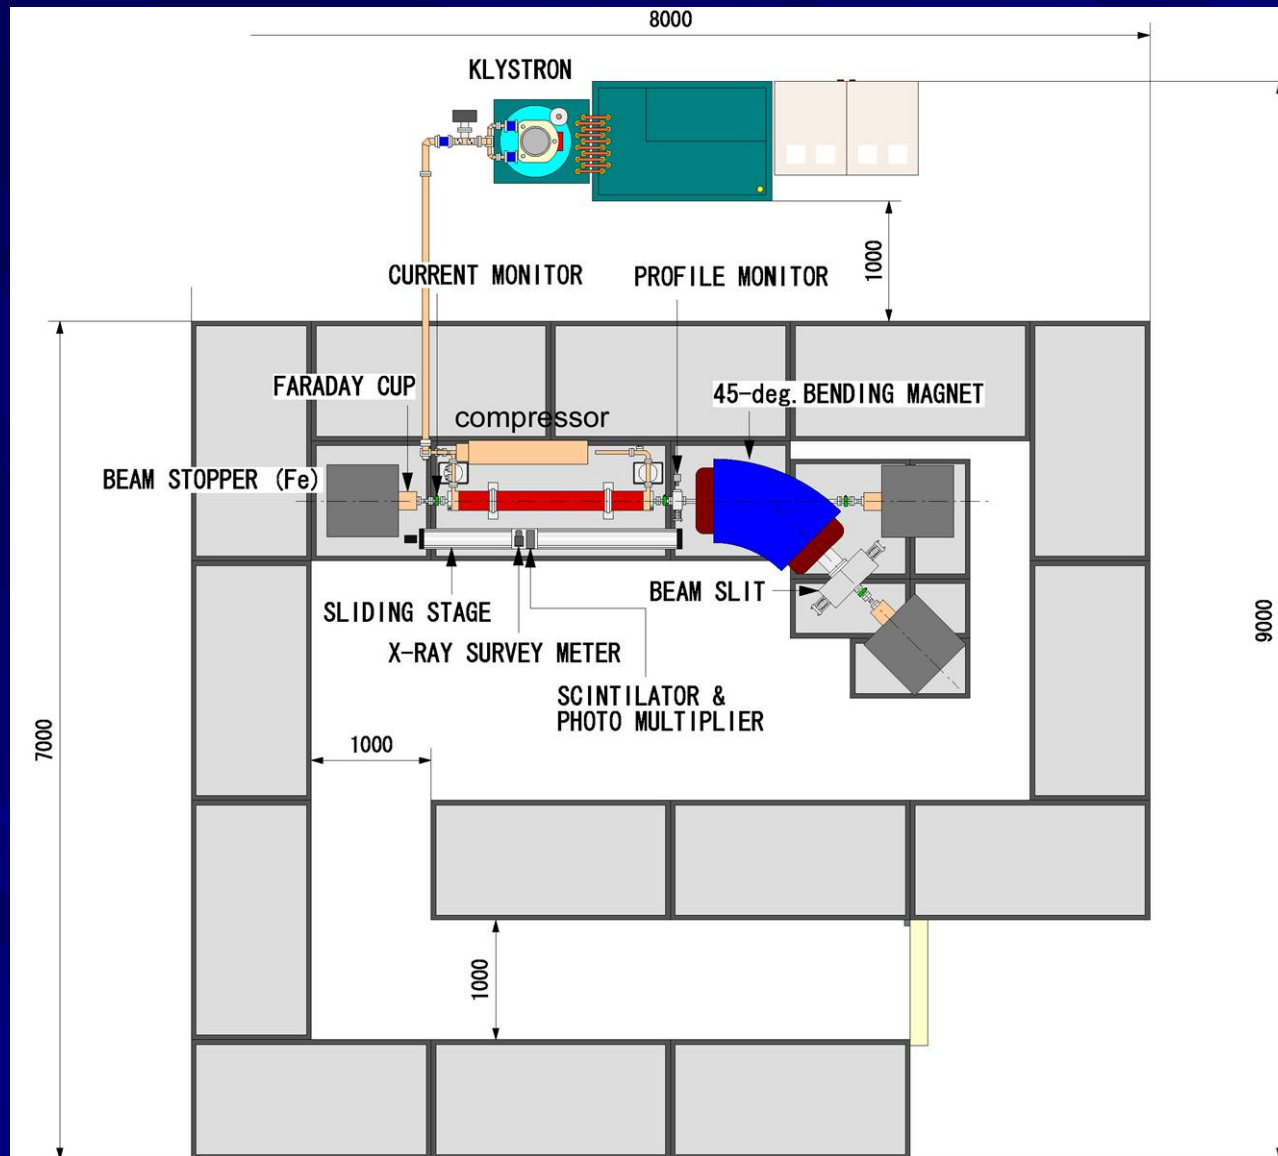 8000
KLYSTRON
1000
CURRENT MONITOR
PROFILE MONITOR
FARADAY CUP
compressor
45-deg. BENDING MAGNET
BEAM STOPPER (Fe)
BEAM SLIT
SLIDING STAGE
X-RAY SURVEY METER
SCINTILATOR &
PHOTO MULTIPLIER
9000
7000
1000
1000